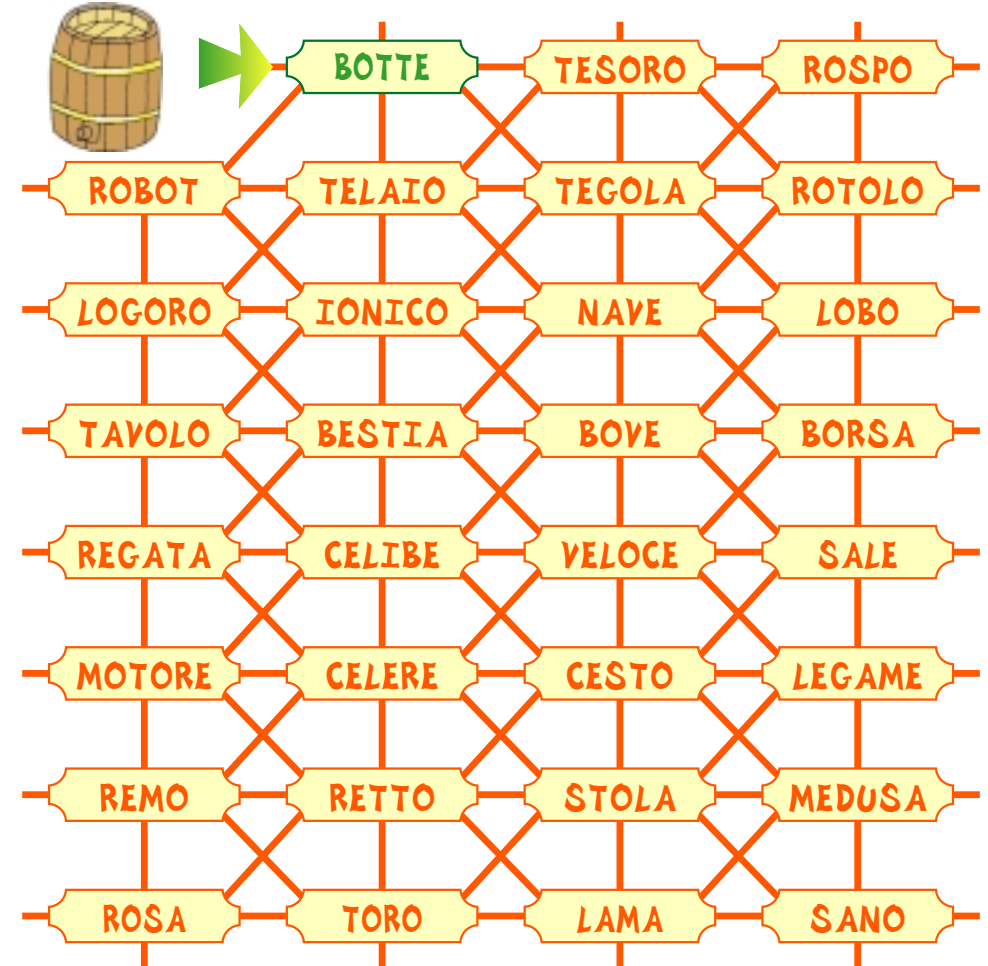 BOTTE TESORO ROSPO
ROBOT TELAIO TEGOLA ROTOLO
LOGORO IONICO NAVE LOBO
TAVOLO BESTIA BOVE BORSA
REGATA CELIBE VELOCE SALE
MOTORE CELERE CESTO LEGAME
REMO RETTO STOLA MEDUSA
ROSA TORO LAMA SANO